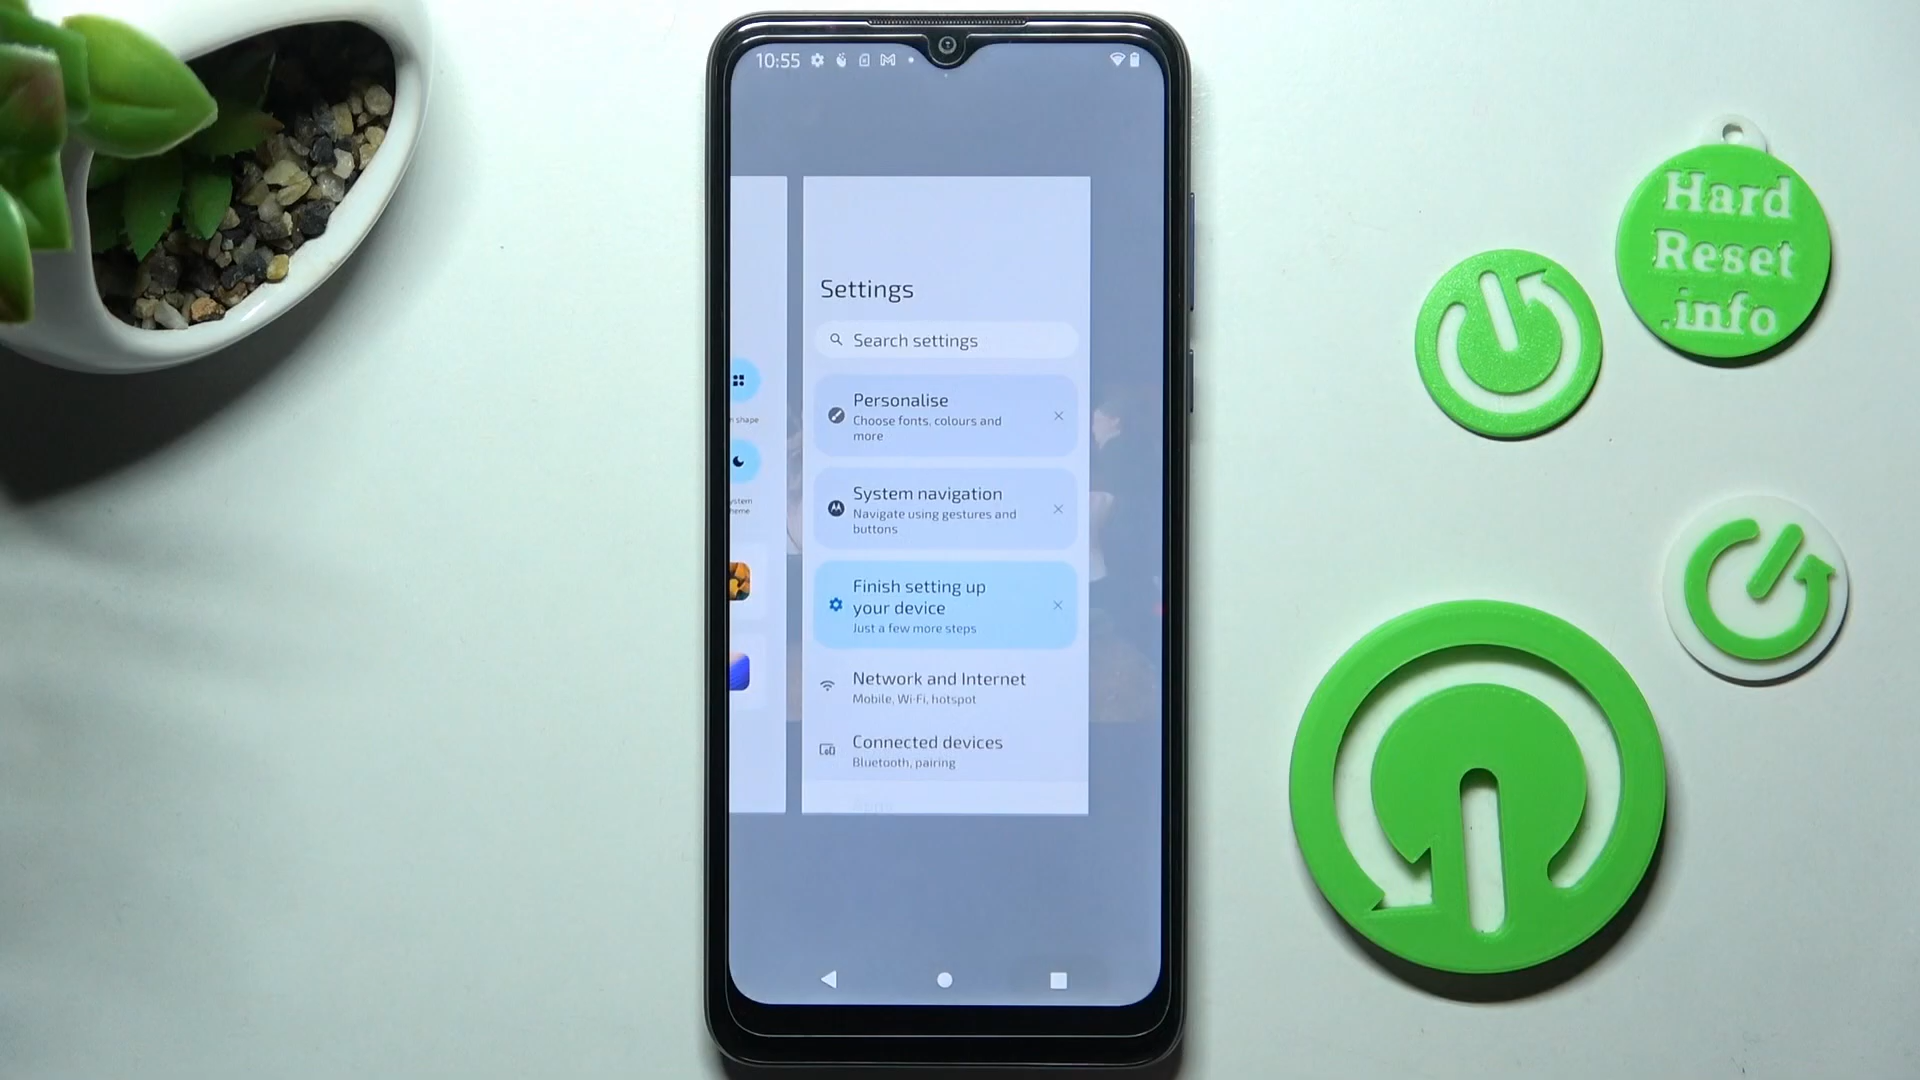 10:55
Settings
Search settings
Personalise
Choose fonts, colours and
more
System navigation
Navigate using gestures and
buttons
Finish setting up
your device
Just a few more steps
Network and Internet
Mobile, Wi-Fi, hotspot
Connected devices
Bluetooth, pairing
shape
Hard
Reset
.info